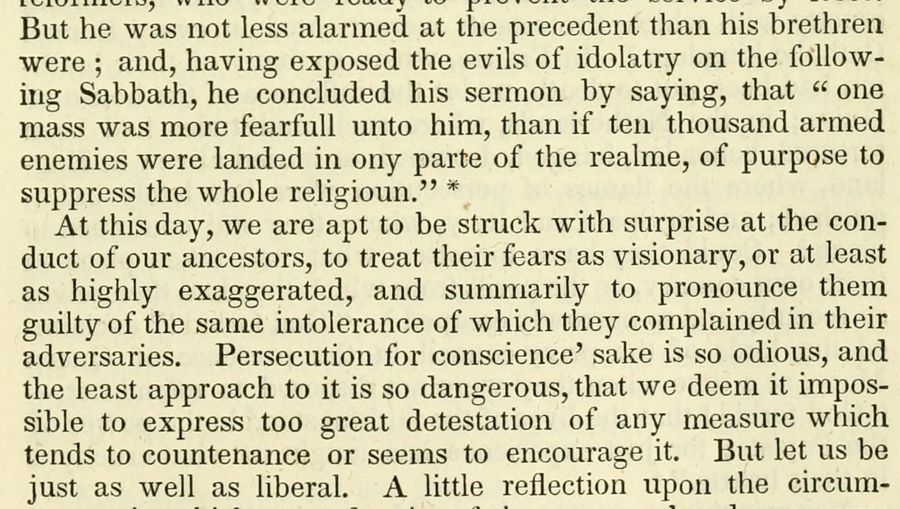 But he was not less alarmed at the precedent than his brethren
were ; and, having exposed the evils of idolatry on the follow-
ing Sabbath, he concluded his sermon by saying, that “ one
mass was more fearfull unto him, than if ten thousand armed
enemies were landed in ony parte of the realme, of purpose to
suppress the whole religioun.” *
At this day, we are apt to be struck with surprise at the con-
duct of our ancestors, to treat their fears as visionary, or at least
as highly exaggerated, and summarily to pronounce them
guilty of the same intolerance of which they complained in their
adversaries. Persecution for conscience’ sake is so odious, and
the least approach to it is so dangerous, that we deem it impos-
sible to express too great detestation of any measure which
tends to countenance or seems to encourage it. But let us be
just as well as liberal. A little reflection upon the circum-